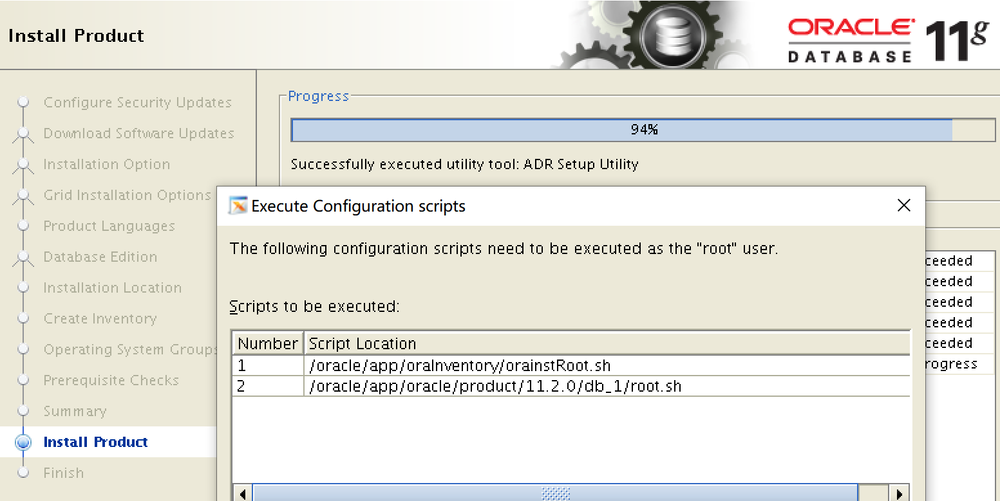 Install Product
ORACLE
DATABASE
11g
Configure Security Updates
Download Software Updates
Installation Option
Grid Installation Options
Product Languages
Database Edition
Installation Location
Create Inventory
Operating System Groups
Prerequisite Checks
Summary
Install Product
Finish
Progress
94%
Successfully executed utility tool: ADR Setup Utility
Execute Configuration scripts
The following configuration scripts need to be executed as the "root" user.
Scripts to be executed:
Number Script Location
1 /oracle/app/oraInventory/orainstRoot.sh
2 /oracle/app/oracle/product/11.2.0/db_1/root.sh
ceeded
ceeded
ceeded
ceeded
ceeded
rogress